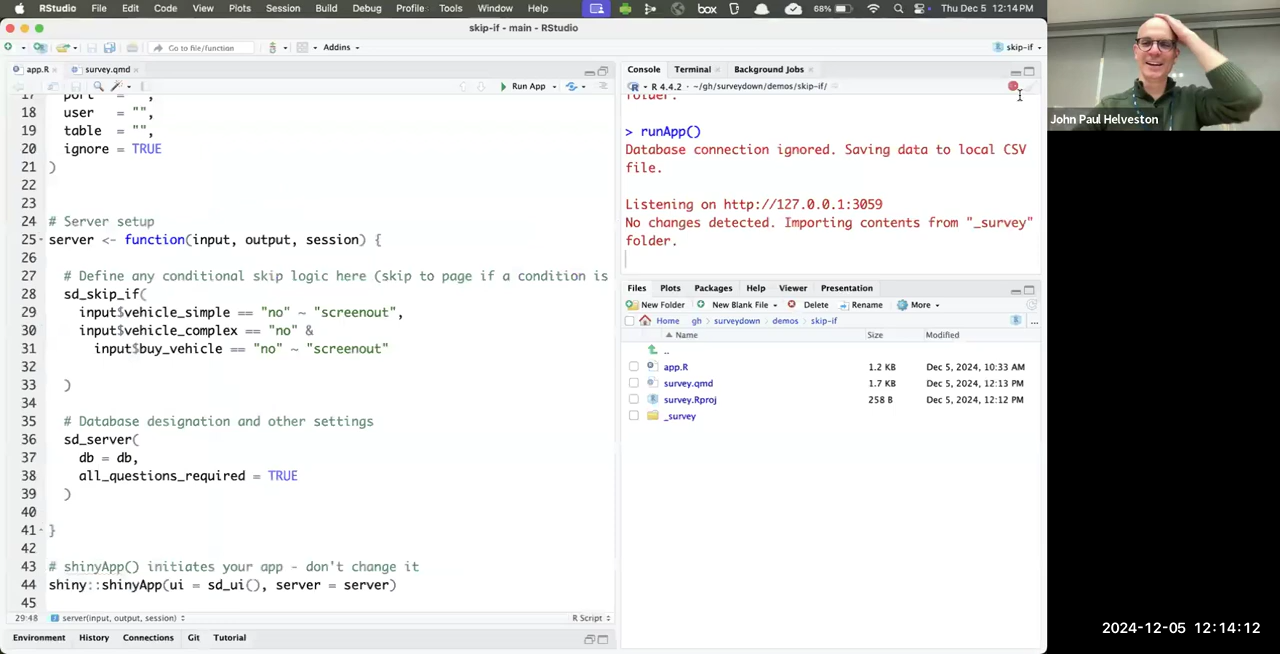 RStudio File Edit Code View Plots Session Build Debug Profile Tools Window Help box 68% Thu Dec 5 12:14 PM
skip-if - main - RStudio
Go to file/function Addins skip-if
app.R survey.qmd
Run App
17 port = "",
18 user = "",
19 table = "",
20 ignore = TRUE
21 )
22
23
24 # Server setup
25 server <- function(input, output, session) {
26
27 # Define any conditional skip logic here (skip to page if a condition is
28 sd_skip_if(
29 input$vehicle_simple == "no" ~ "screenout",
30 input$vehicle_complex == "no" &
31 input$buy_vehicle == "no" ~ "screenout"
32
33 )
34
35 # Database designation and other settings
36 sd_server(
37 db = db,
38 all_questions_required = TRUE
39 )
40
41 }
42
43 # shinyApp() initiates your app - don't change it
44 shiny::shinyApp(ui = sd_ui(), server = server)
45
29:48 server(input, output, session) R Script
Environment History Connections Git Tutorial
Console Terminal Background Jobs
R 4.4.2 · ~/gh/surveydown/demos/skip-if/
folder.
> runApp()
Database connection ignored. Saving data to local CSV
file.
Listening on http://127.0.0.1:3059
No changes detected. Importing contents from "_survey"
folder.
Files Plots Packages Help Viewer Presentation
New Folder New Blank File Delete Rename More
Home gh surveydown demos skip-if ...
Name Size Modified
..
app.R 1.2 KB Dec 5, 2024, 10:33 AM
survey.qmd 1.7 KB Dec 5, 2024, 12:13 PM
survey.Rproj 258 B Dec 5, 2024, 12:12 PM
_survey
John Paul Helveston
2024-12-05 12:14:12